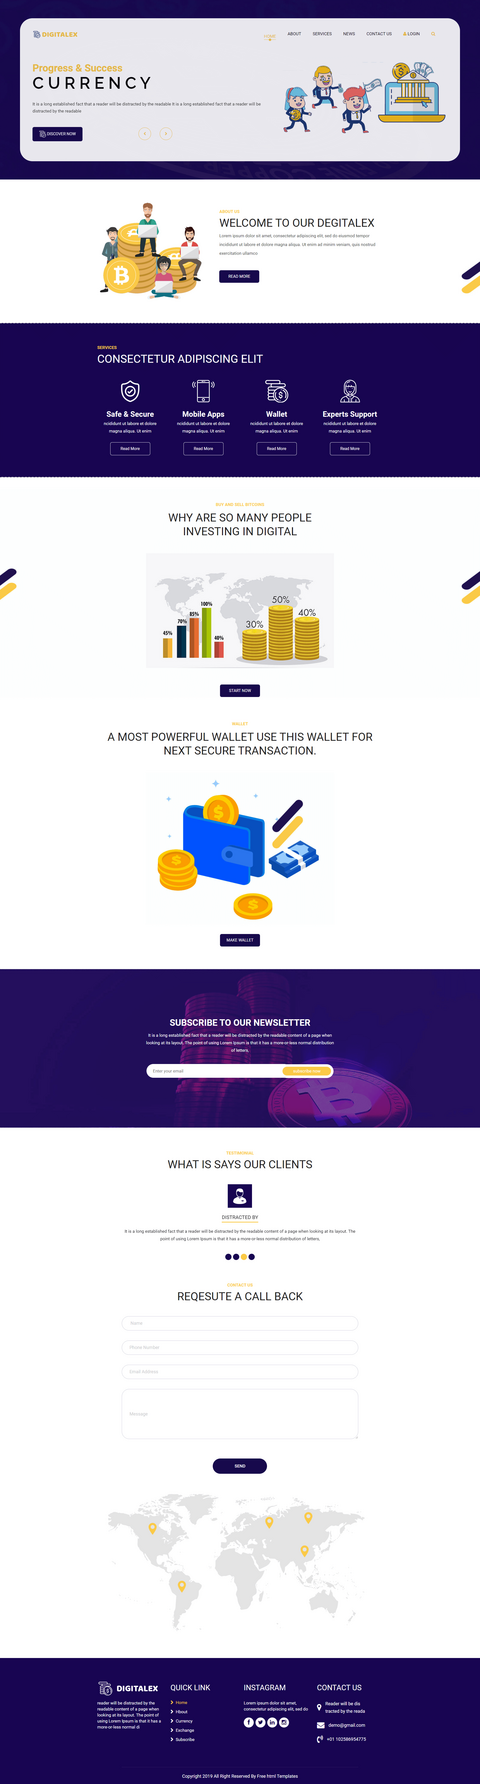 DIGITALEX
HOME
ABOUT
SERVICES
NEWS
CONTACT US
LOGIN
Progress & Success
CURRENCY
It is a long established fact that a reader will be distracted by the readable It is a long established fact that a reader will be
distracted by the readable
DISCOVER NOW
ABOUT US
WELCOME TO OUR DEGITALEX
Lorem ipsum dolor sit amet, consectetur adipiscing elit, sed do eiusmod tempor
incididunt ut labore et dolore magna aliqua. Ut enim ad minim veniam, quis nostrud
exercitation ullamco
READ MORE
SERVICES
CONSECTETUR ADIPISCING ELIT
Safe & Secure
ncididunt ut labore et dolore
magna aliqua. Ut enim
Read More
Mobile Apps
ncididunt ut labore et dolore
magna aliqua. Ut enim
Read More
Wallet
ncididunt ut labore et dolore
magna aliqua. Ut enim
Read More
Experts Support
ncididunt ut labore et dolore
magna aliqua. Ut enim
Read More
BUY AND SELL BITCOINS
WHY ARE SO MANY PEOPLE
INVESTING IN DIGITAL
45%
70%
85%
100%
40%
30%
50%
40%
START NOW
WALLET
A MOST POWERFUL WALLET USE THIS WALLET FOR
NEXT SECURE TRANSACTION.
MAKE WALLET
SUBSCRIBE TO OUR NEWSLETTER
It is a long established fact that a reader will be distracted by the readable content of a page when
looking at its layout. The point of using Lorem Ipsum is that it has a more-or-less normal distribution
of letters.
Enter your email
Subscribe now
TESTIMONIAL
WHAT IS SAYS OUR CLIENTS
DISTRACTED BY
It is a long established fact that a reader will be distracted by the readable content of a page when looking at its layout. The
point of using Lorem Ipsum is that it has a more-or-less normal distribution of letters,
CONTACT US
REQESUTE A CALL BACK
Name
Phone Number
Email Address
Message
SEND
DIGITALEX
reader will be distracted by the
readable content of a page when
looking at its layout. The point of
using Lorem Ipsum is that it has a
more-or-less normal di
QUICK LINK
Home
Hbout
Currency
Exchange
Subscribe
INSTAGRAM
Lorem ipsum dolor sit amet,
consectetur adipiscing elit, sed do
CONTACT US
Reader will be dis
tracted by the reada
demo@gmail.com
+01 102586954775
Copyright 2019 All Right Reserved By Free html Templates